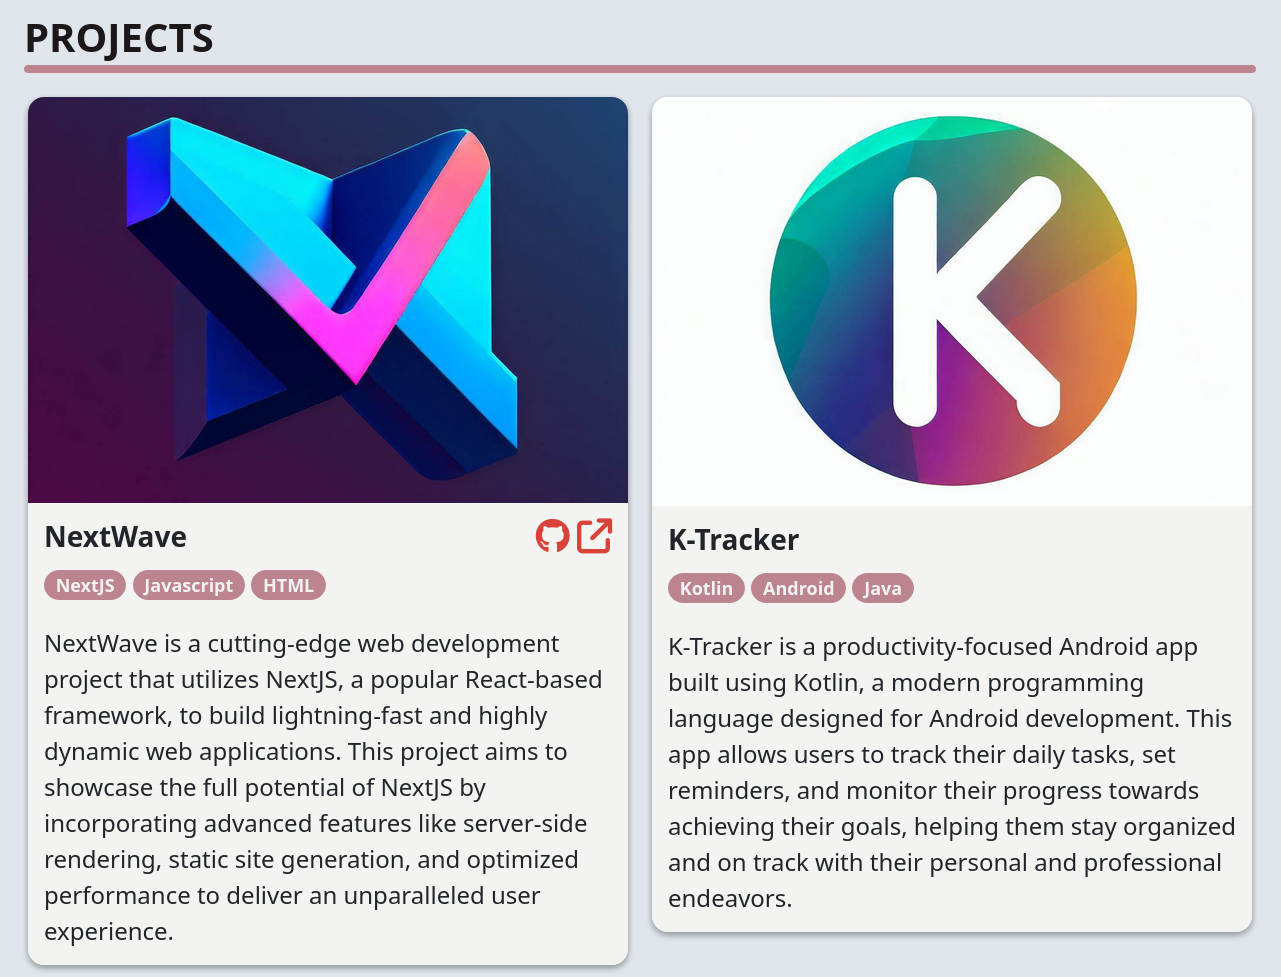 PROJECTS
K
NextWave
NextJS Javascript HTML
NextWave is a cutting-edge web development
project that utilizes NextJS, a popular React-based
framework, to build lightning-fast and highly
dynamic web applications. This project aims to
showcase the full potential of NextJS by
incorporating advanced features like server-side
rendering, static site generation, and optimized
performance to deliver an unparalleled user
experience.
K-Tracker
Kotlin Android Java
K-Tracker is a productivity-focused Android app
built using Kotlin, a modern programming
language designed for Android development. This
app allows users to track their daily tasks, set
reminders, and monitor their progress towards
achieving their goals, helping them stay organized
and on track with their personal and professional
endeavors.